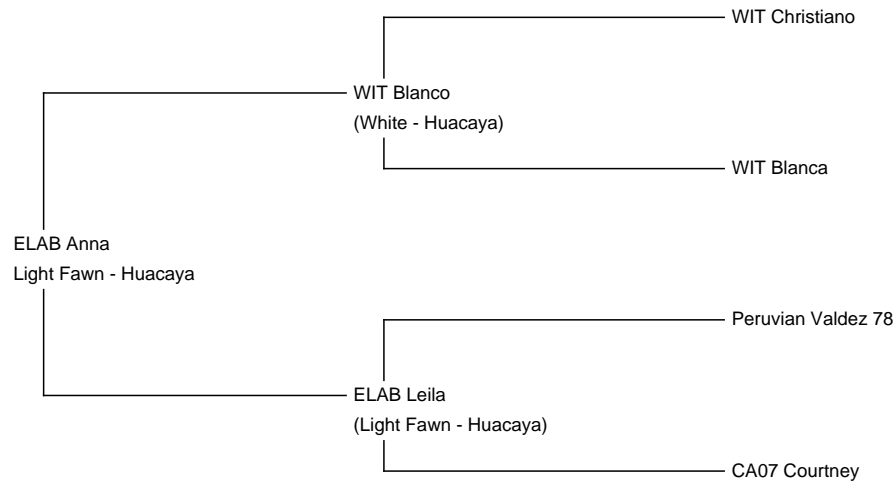 WIT Christiano
WIT Blanco
(White - Huacaya)
WIT Blanca
ELAB Anna
Light Fawn - Huacaya
Peruvian Valdez 78
ELAB Leila
(Light Fawn - Huacaya)
CA07 Courtney